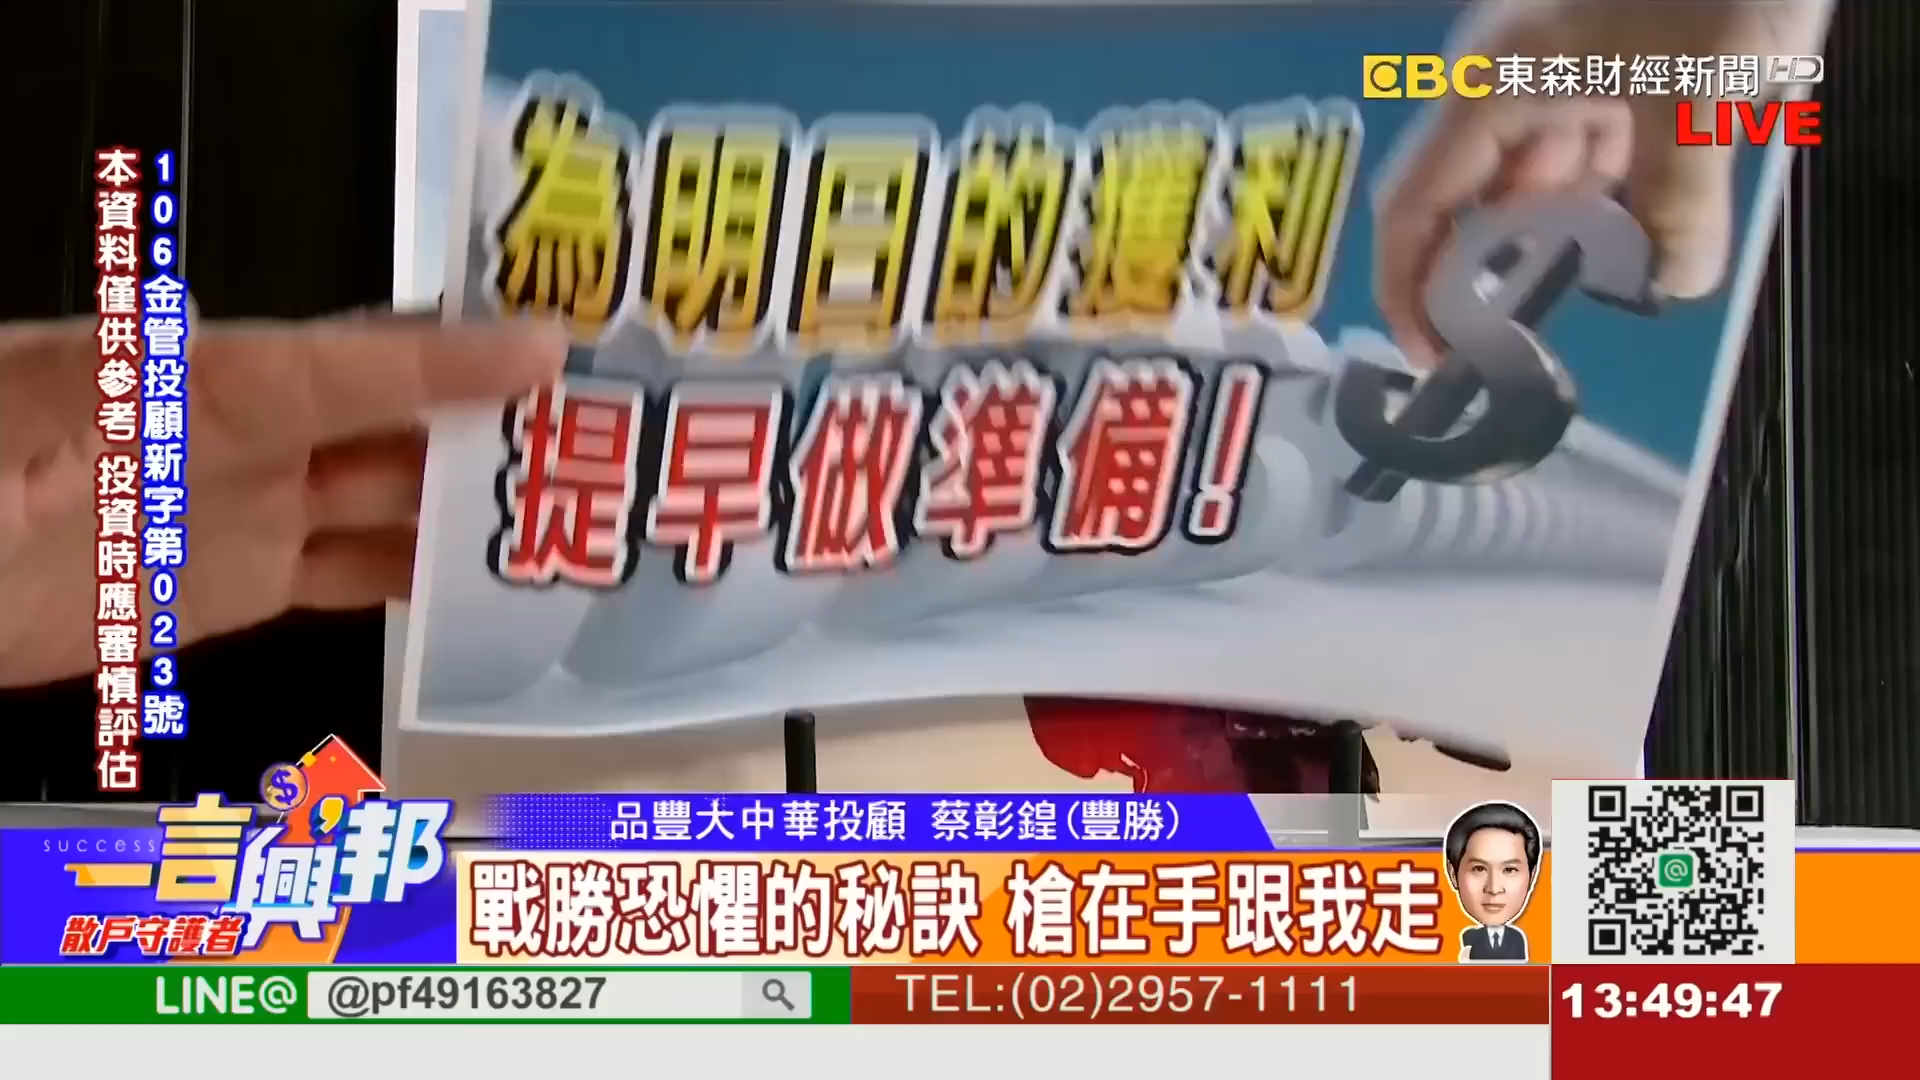 EBC東森財經新聞HD
LIVE
為明日的獲利
提早做準備!
106金管投顧新字第023號
本資料僅供參考 投資時應審慎評估
success
一言興邦
散戶守護者
品豐大中華投顧 蔡彰鍠(豐勝)
戰勝恐懼的秘訣 槍在手跟我走
LINE@ @pf49163827
TEL:(02)2957-1111
13:49:47